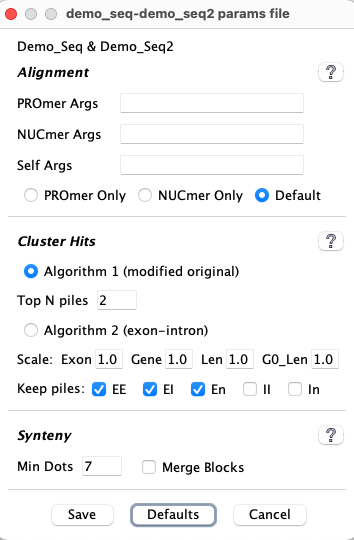 demo_seq-demo_seq2 params file
Demo_Seq & Demo_Seq2
Alignment ?
PROmer Args
NUCmer Args
Self Args
PROmer Only NUCmer Only Default
Cluster Hits ?
Algorithm 1 (modified original)
Top N piles 2
Algorithm 2 (exon-intron)
Scale: Exon 1.0 Gene 1.0 Len 1.0 G0_Len 1.0
Keep piles: EE EI En II In
Synteny ?
Min Dots 7 Merge Blocks
Save Defaults Cancel